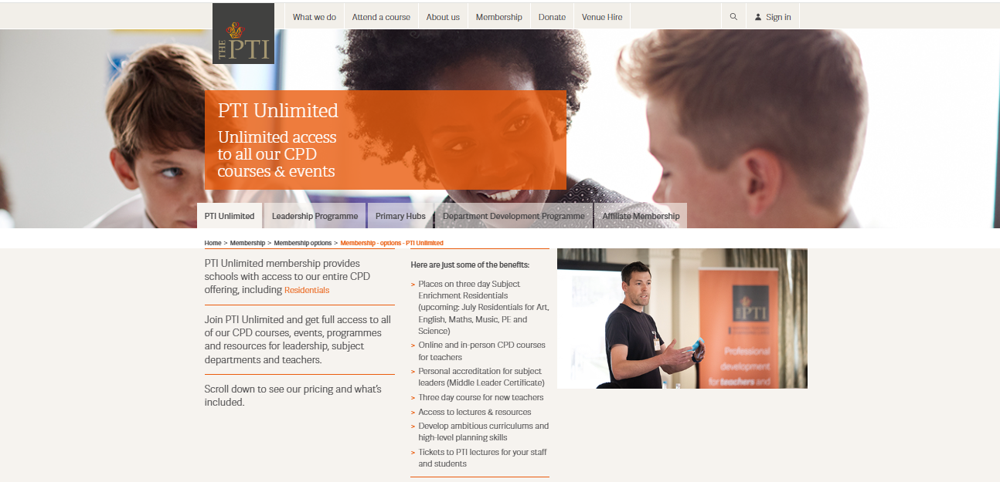 What we do
Attend a course
About us
Membership
Donate
Venue Hire
Sign in
THE PTI
PTI Unlimited
Unlimited access
to all our CPD
courses & events
PTI Unlimited
Leadership Programme
Primary Hubs
Department Development Programme
Affiliate Membership
Home > Membership > Membership options > Membership - options - PTI Unlimited
PTI Unlimited membership provides
schools with access to our entire CPD
offering, including Residentials
Join PTI Unlimited and get full access to all
of our CPD courses, events, programmes
and resources for leadership, subject
departments and teachers.
Scroll down to see our pricing and what's
included.
Here are just some of the benefits:
> Places on three day Subject
Enrichment Residentials
(upcoming: July Residentials for Art,
English, Maths, Music, PE and
Science)
> Online and in-person CPD courses
for teachers
> Personal accreditation for subject
leaders (Middle Leader Certificate)
> Three day course for new teachers
> Access to lectures & resources
> Develop ambitious curriculums and
high-level planning skills
> Tickets to PTI lectures for your staff
and students
THE PTI
Professional
development
for teachers and